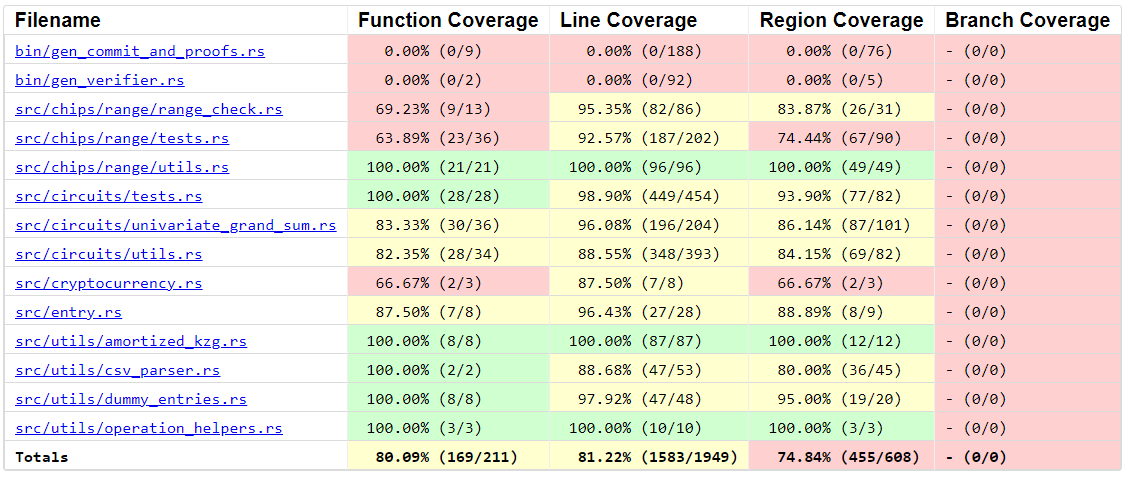 Filename Function Coverage Line Coverage Region Coverage Branch Coverage
bin/gen_commit_and_proofs.rs 0.00% (0/9) 0.00% (0/188) 0.00% (0/76) - (0/0)
bin/gen_verifier.rs 0.00% (0/2) 0.00% (0/92) 0.00% (0/5) - (0/0)
src/chips/range/range_check.rs 69.23% (9/13) 95.35% (82/86) 83.87% (26/31) - (0/0)
src/chips/range/tests.rs 63.89% (23/36) 92.57% (187/202) 74.44% (67/90) - (0/0)
src/chips/range/utils.rs 100.00% (21/21) 100.00% (96/96) 100.00% (49/49) - (0/0)
src/circuits/tests.rs 100.00% (28/28) 98.90% (449/454) 93.90% (77/82) - (0/0)
src/circuits/univariate_grand_sum.rs 83.33% (30/36) 96.08% (196/204) 86.14% (87/101) - (0/0)
src/circuits/utils.rs 82.35% (28/34) 88.55% (348/393) 84.15% (69/82) - (0/0)
src/cryptocurrency.rs 66.67% (2/3) 87.50% (7/8) 66.67% (2/3) - (0/0)
src/entry.rs 87.50% (7/8) 96.43% (27/28) 88.89% (8/9) - (0/0)
src/utils/amortized_kzg.rs 100.00% (8/8) 100.00% (87/87) 100.00% (12/12) - (0/0)
src/utils/csv_parser.rs 100.00% (2/2) 88.68% (47/53) 80.00% (36/45) - (0/0)
src/utils/dummy_entries.rs 100.00% (8/8) 97.92% (47/48) 95.00% (19/20) - (0/0)
src/utils/operation_helpers.rs 100.00% (3/3) 100.00% (10/10) 100.00% (3/3) - (0/0)
Totals 80.09% (169/211) 81.22% (1583/1949) 74.84% (455/608) - (0/0)